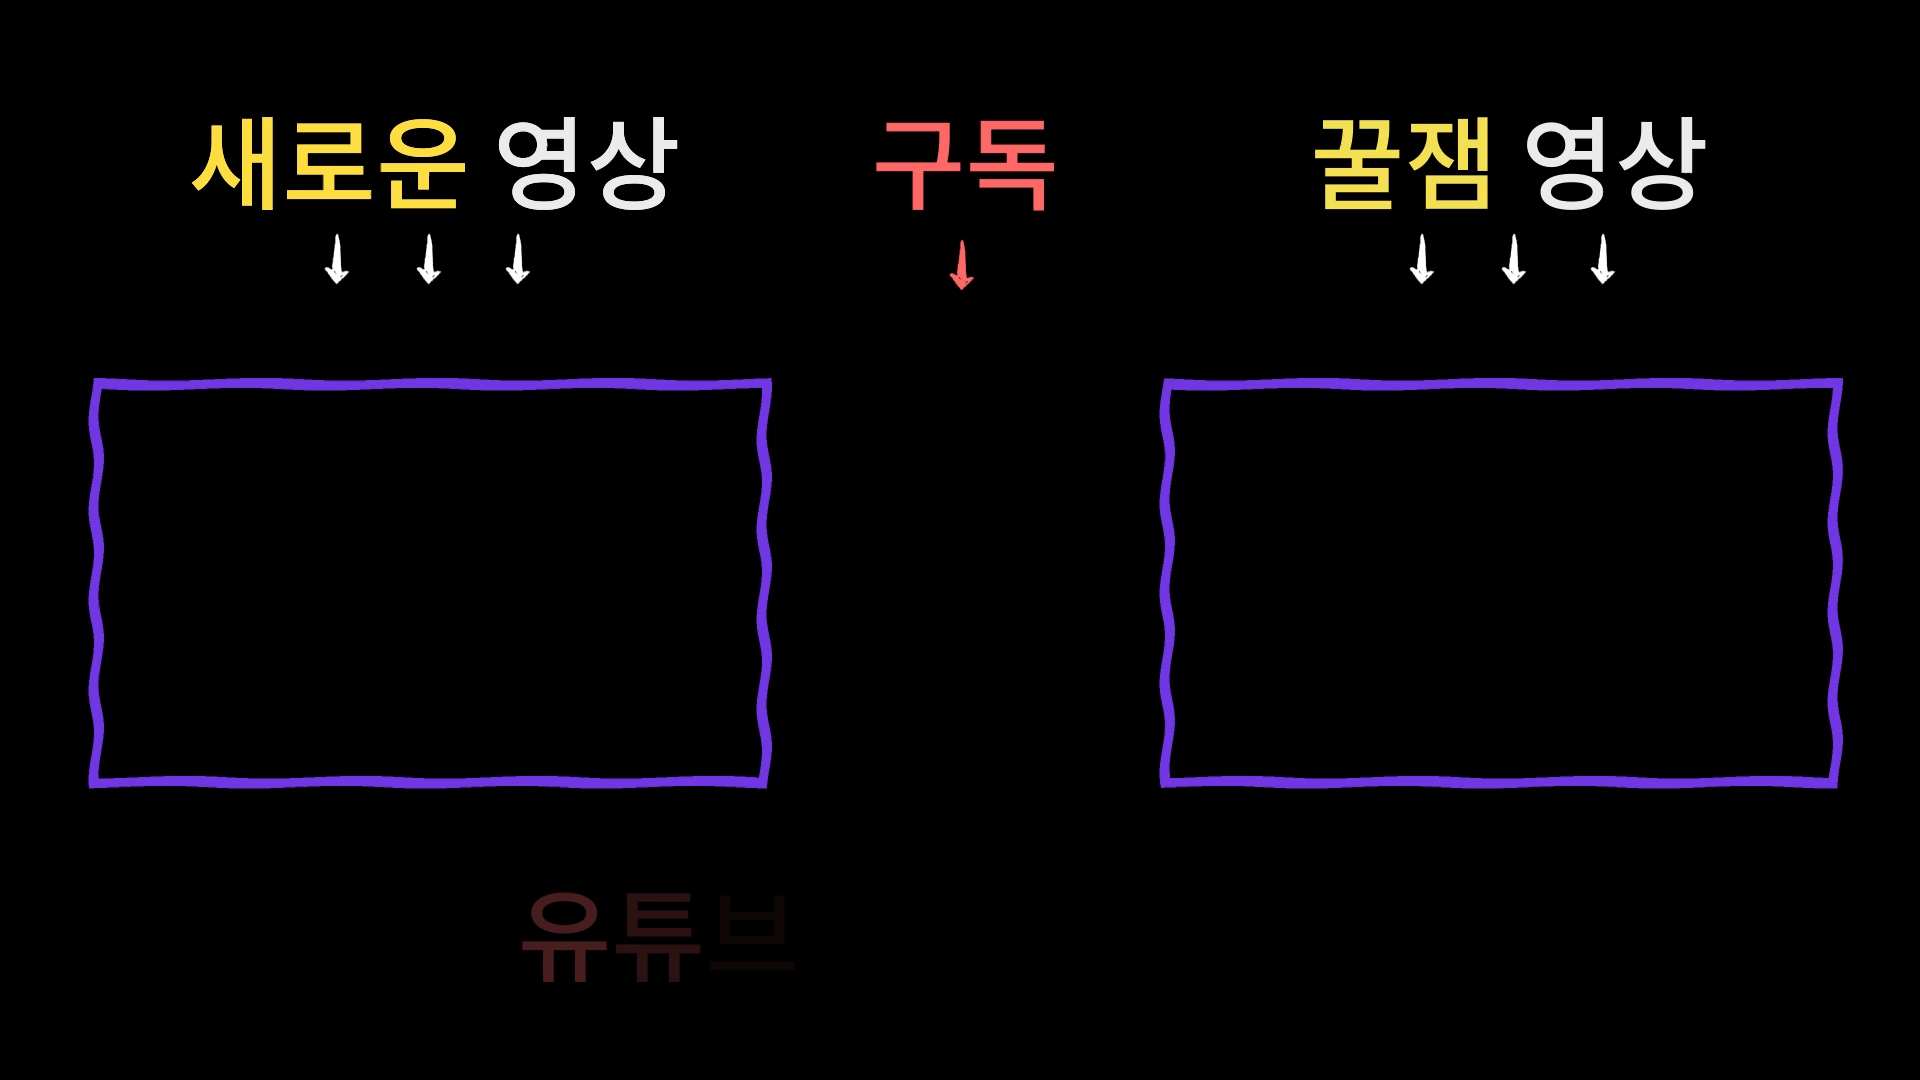 새로운 영상
구독
꿀잼 영상
유튜브